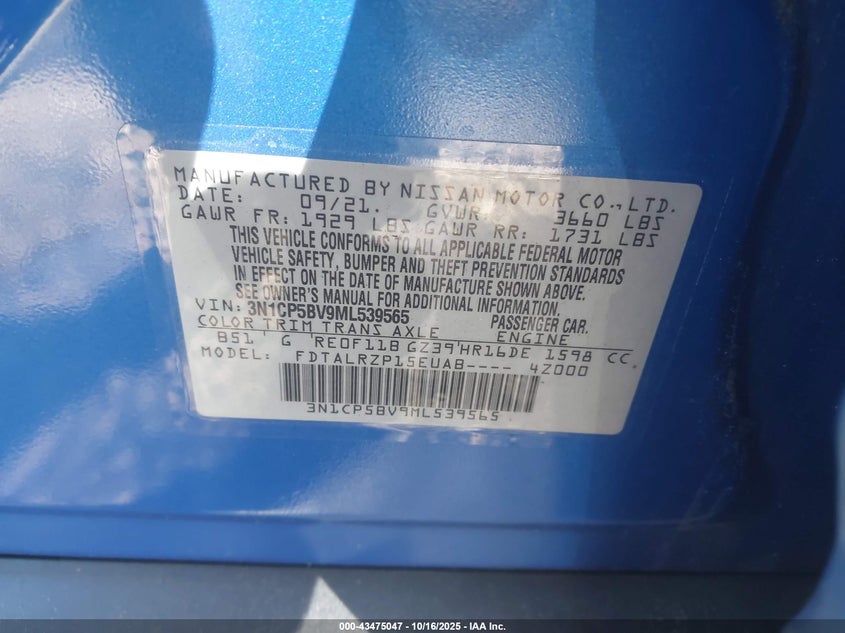 MANUFACTURED BY NISSAN MOTOR CO.,LTD.
DATE: 09/21. GVWR: 3660 LBS
GAWR FR: 1929 LBS GAWR RR: 1731 LBS
THIS VEHICLE CONFORMS TO ALL APPLICABLE FEDERAL MOTOR
VEHICLE SAFETY, BUMPER AND THEFT PREVENTION STANDARDS
IN EFFECT ON THE DATE OF MANUFACTURE SHOWN ABOVE.
SEE OWNER'S MANUAL FOR ADDITIONAL INFORMATION.
VIN: 3N1CP5BV9ML539565 PASSENGER CAR.
COLOR TRIM TRANS AXLE ENGINE
B51 ' G 'RE0F11B GZ39'HR16DE 1598 CC
MODEL: FDTALRZP15EUAB---- 4Z000
3N1CP5BV9ML539565
000-43475047 - 10/16/2025 - IAA Inc.